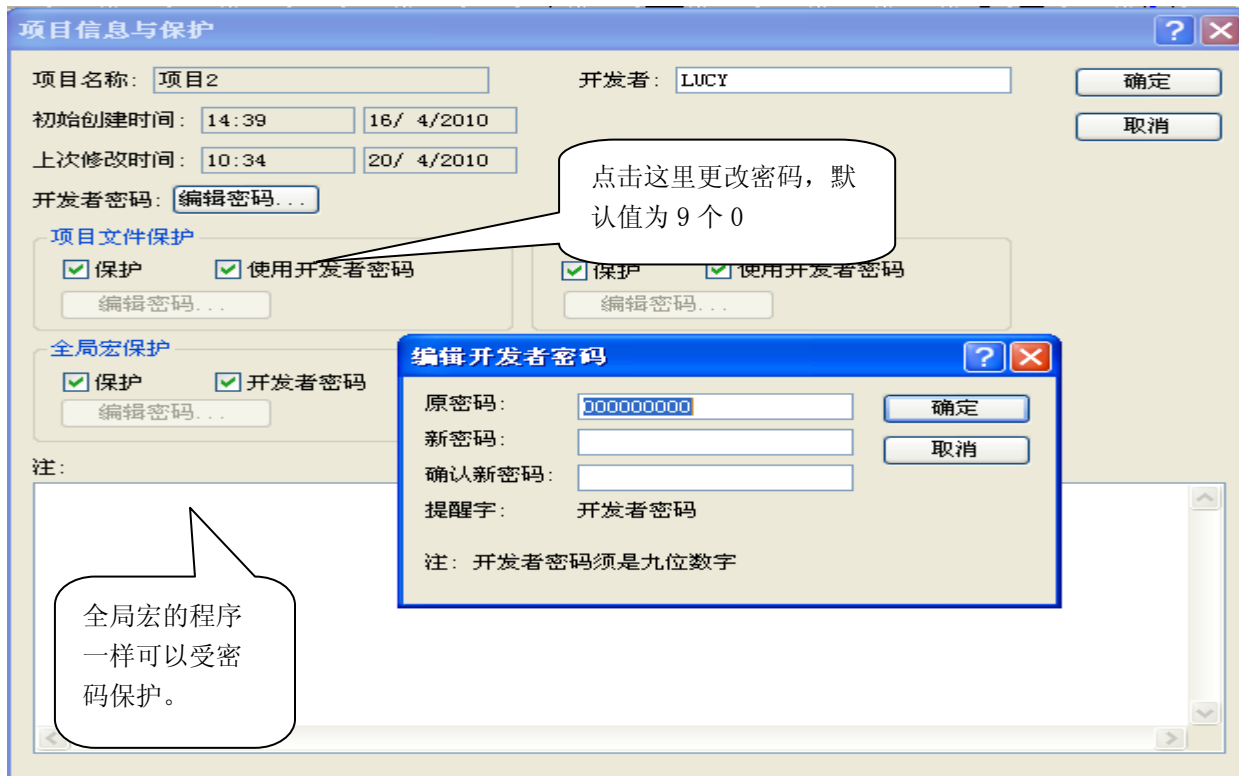 项目信息与保护
项目名称: 项目2 开发者: LUCY 确定
初始创建时间: 14:39 16/ 4/2010 取消
上次修改时间: 10:34 20/ 4/2010
开发者密码: 编辑密码...
点击这里更改密码，默
认值为 9 个 0
项目文件保护
保护 使用开发者密码 保护 使用开发者密码
编辑密码... 编辑密码...
全局宏保护
保护 开发者密码
编辑密码...
编辑开发者密码
原密码: 000000000 确定
新密码: 取消
确认新密码:
提醒字: 开发者密码
注: 开发者密码须是九位数字
注:
全局宏的程序
一样可以受密
码保护。